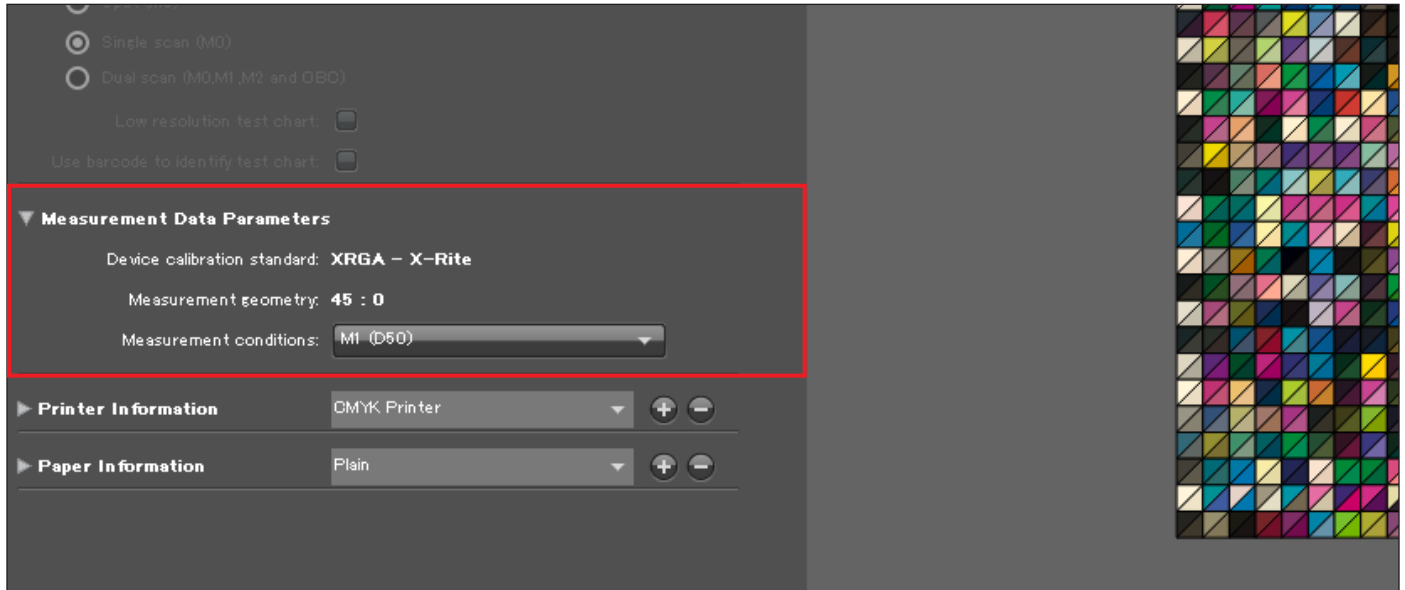 Single scan (M0)
Dual scan (M0,M1,M2 and OBC)
Low resolution test chart:
Use barcode to identify test chart:
Measurement Data Parameters
Device calibration standard: XRGA - X-Rite
Measurement geometry: 45 : 0
Measurement conditions: M1 (D50)
Printer Information CMYK Printer
Paper Information Plain